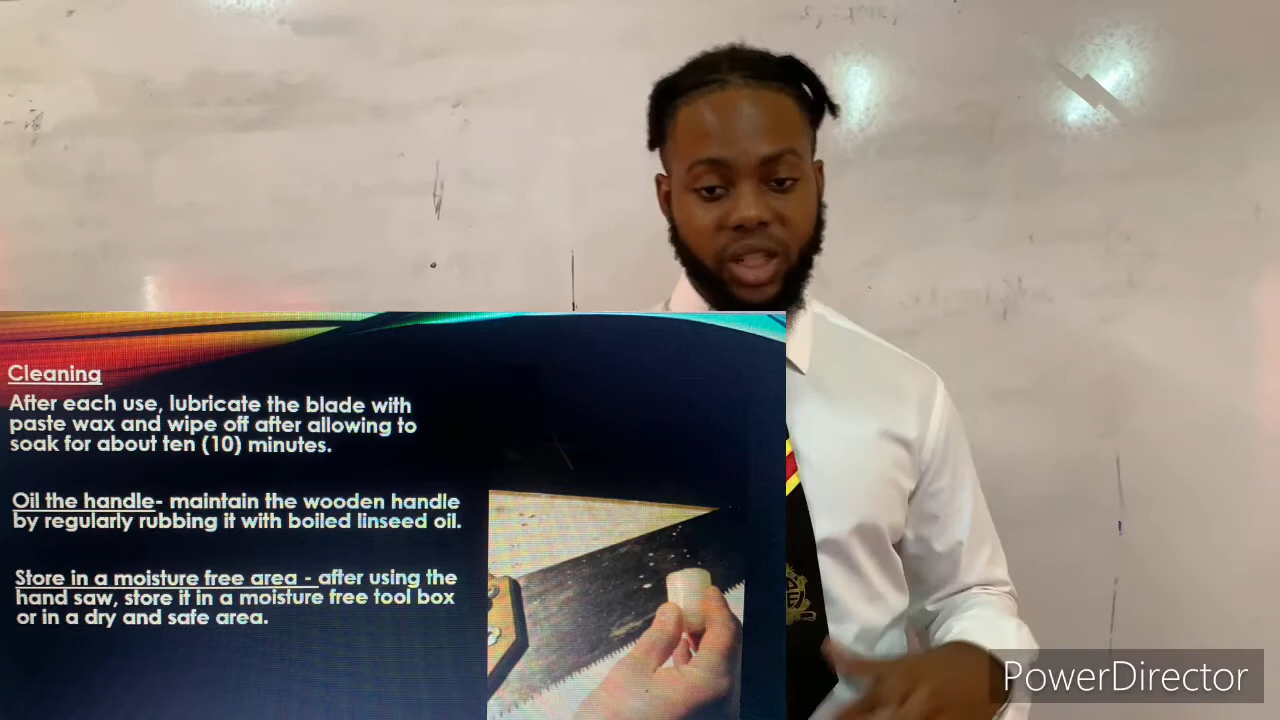 Cleaning
After each use, lubricate the blade with
paste wax and wipe off after allowing to
soak for about ten (10) minutes.
Oil the handle- maintain the wooden handle
by regularly rubbing it with boiled linseed oil.
Store in a moisture free area - after using the
hand saw, store it in a moisture free tool box
or in a dry and safe area.
PowerDirector